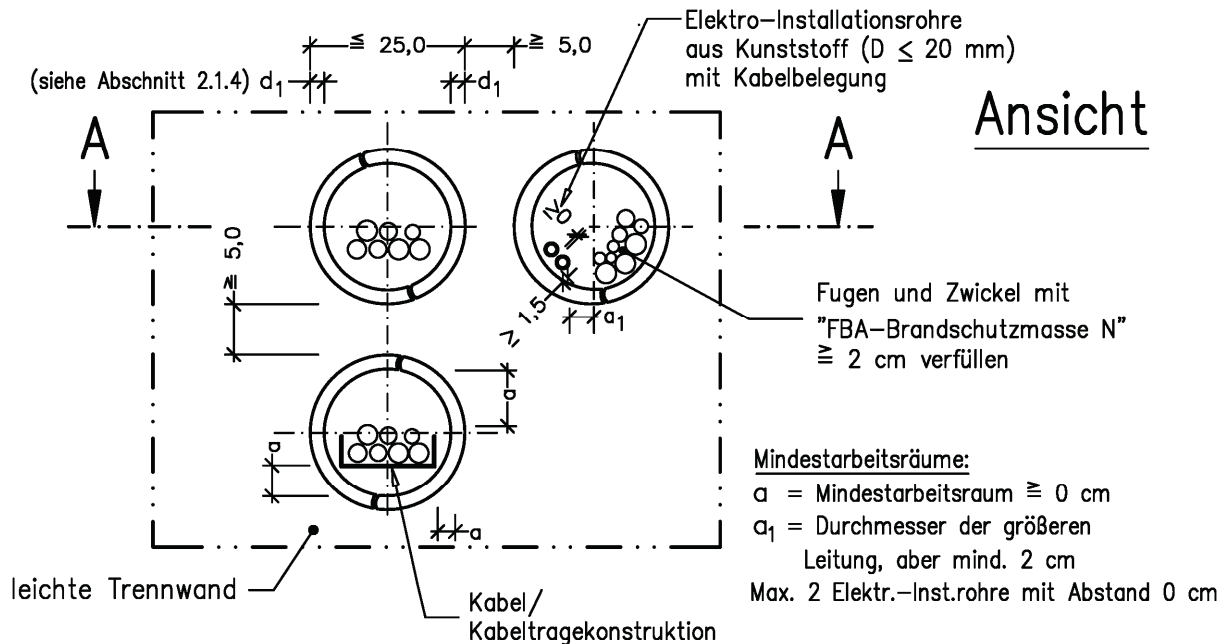 ≦ 25,0
≧ 5,0
Elektro-Installationsrohre
aus Kunststoff (D ≤ 20 mm)
mit Kabelbelegung
(siehe Abschnitt 2.1.4) d₁
d₁
Ansicht
A
A
≧ 0
≧ 5,0
≥ 1,5
a₁
Fugen und Zwickel mit
"FBA-Brandschutzmasse N"
≧ 2 cm verfüllen
a
a
a
Mindestarbeitsräume:
a = Mindestarbeitsraum ≧ 0 cm
a₁ = Durchmesser der größeren
Leitung, aber mind. 2 cm
Max. 2 Elektr.-Inst.rohre mit Abstand 0 cm
leichte Trennwand
Kabel/
Kabeltragekonstruktion